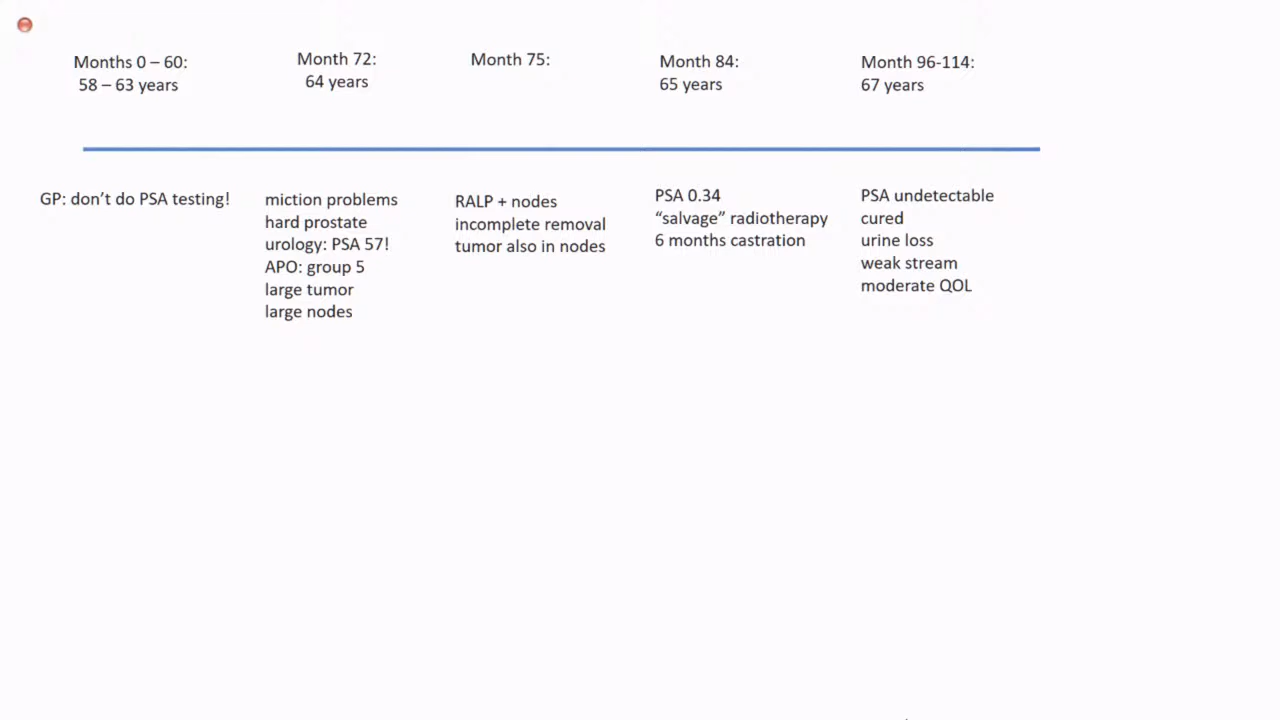 Months 0 – 60:
58 – 63 years
Month 72:
64 years
Month 75:
Month 84:
65 years
Month 96-114:
67 years
GP: don’t do PSA testing!
miction problems
hard prostate
urology: PSA 57!
APO: group 5
large tumor
large nodes
RALP + nodes
incomplete removal
tumor also in nodes
PSA 0.34
“salvage” radiotherapy
6 months castration
PSA undetectable
cured
urine loss
weak stream
moderate QOL